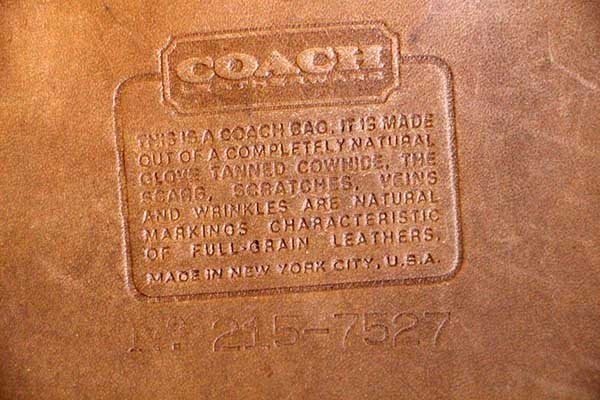 COACH
LEATHERWARE
THIS IS A COACH BAG. IT IS MADE
OUT OF A COMPLETELY NATURAL
GLOVE TANNED COWHIDE, THE
SCARS, SCRATCHES, VEINS
AND WRINKLES ARE NATURAL
MARKINGS CHARACTERISTIC
OF FULL-GRAIN LEATHERS.
MADE IN NEW YORK CITY, U.S.A.
Nº 215-7527